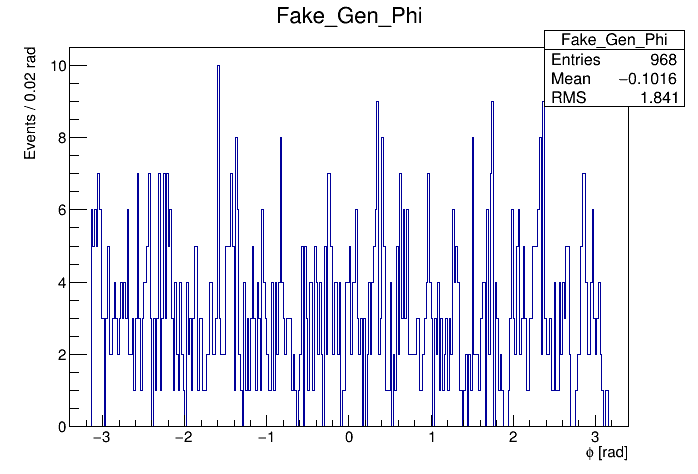 Fake_Gen_Phi
Fake_Gen_Phi
Entries 968
Mean −0.1016
RMS 1.841
Events / 0.02 rad
10
8
6
4
2
0
−3 −2 −1 0 1 2 3
ϕ [rad]